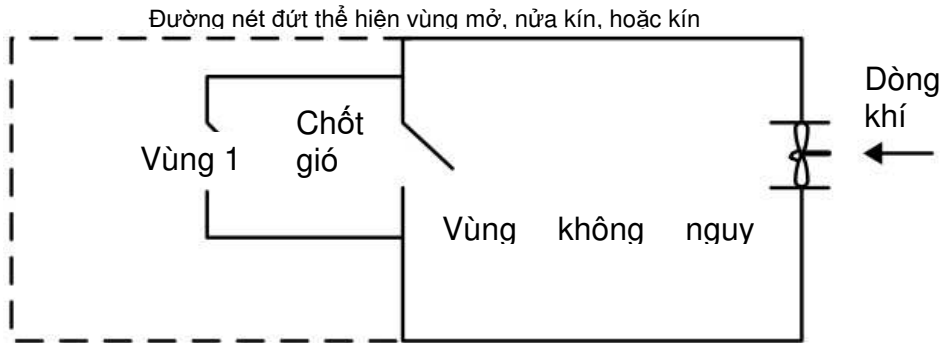 Đường nét đứt thể hiện vùng mở, nửa kín, hoặc kín
Dòng
khí
Chốt
gió
Vùng 1
Vùng không nguy